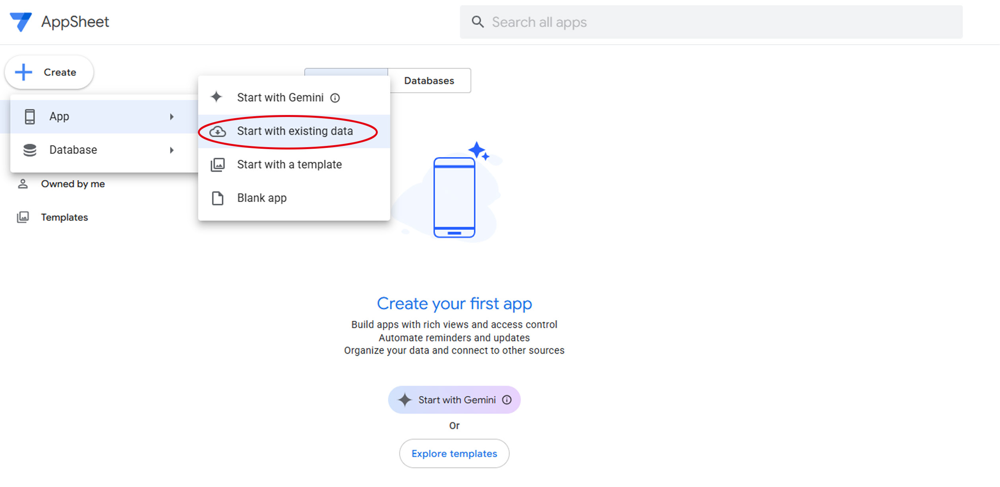 AppSheet
Search all apps
Create
Databases
App
Database
Owned by me
Templates
Start with Gemini
Start with existing data
Start with a template
Blank app
Create your first app
Build apps with rich views and access control
Automate reminders and updates
Organize your data and connect to other sources
Start with Gemini
Or
Explore templates